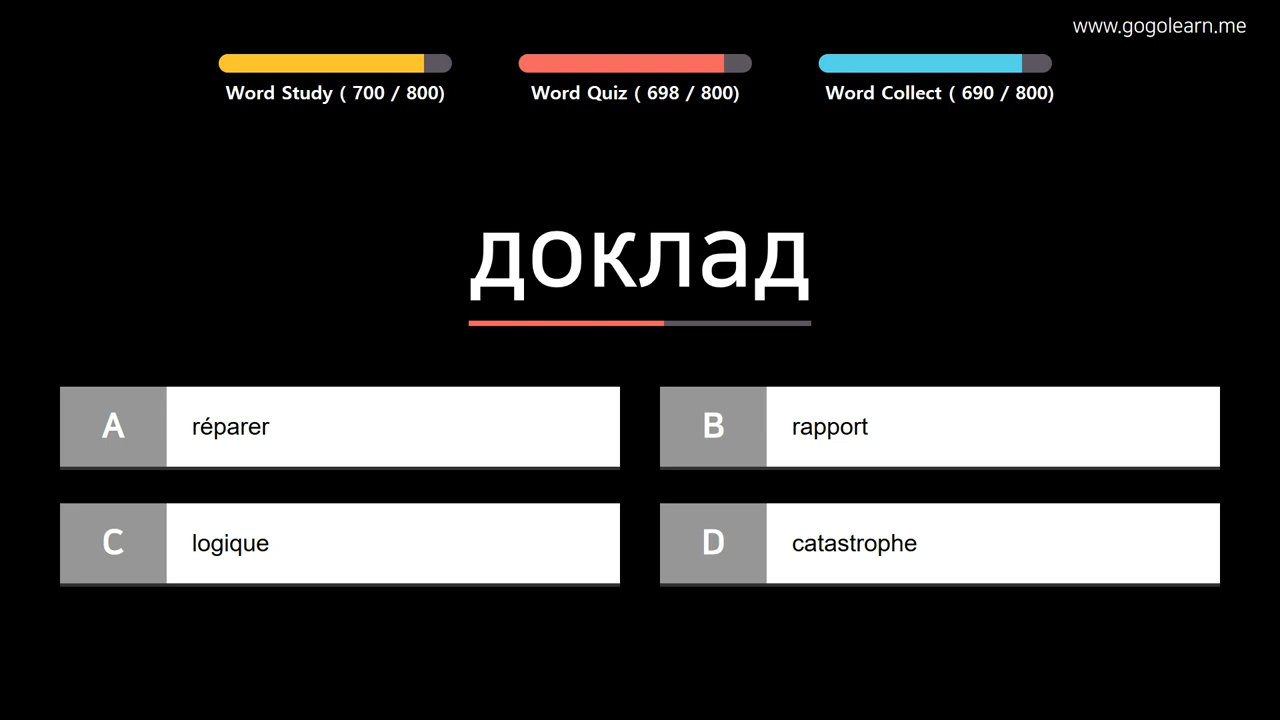 www.gogolearn.me
Word Study ( 700 / 800)
Word Quiz ( 698 / 800)
Word Collect ( 690 / 800)
доклад
A réparer
B rapport
C logique
D catastrophe